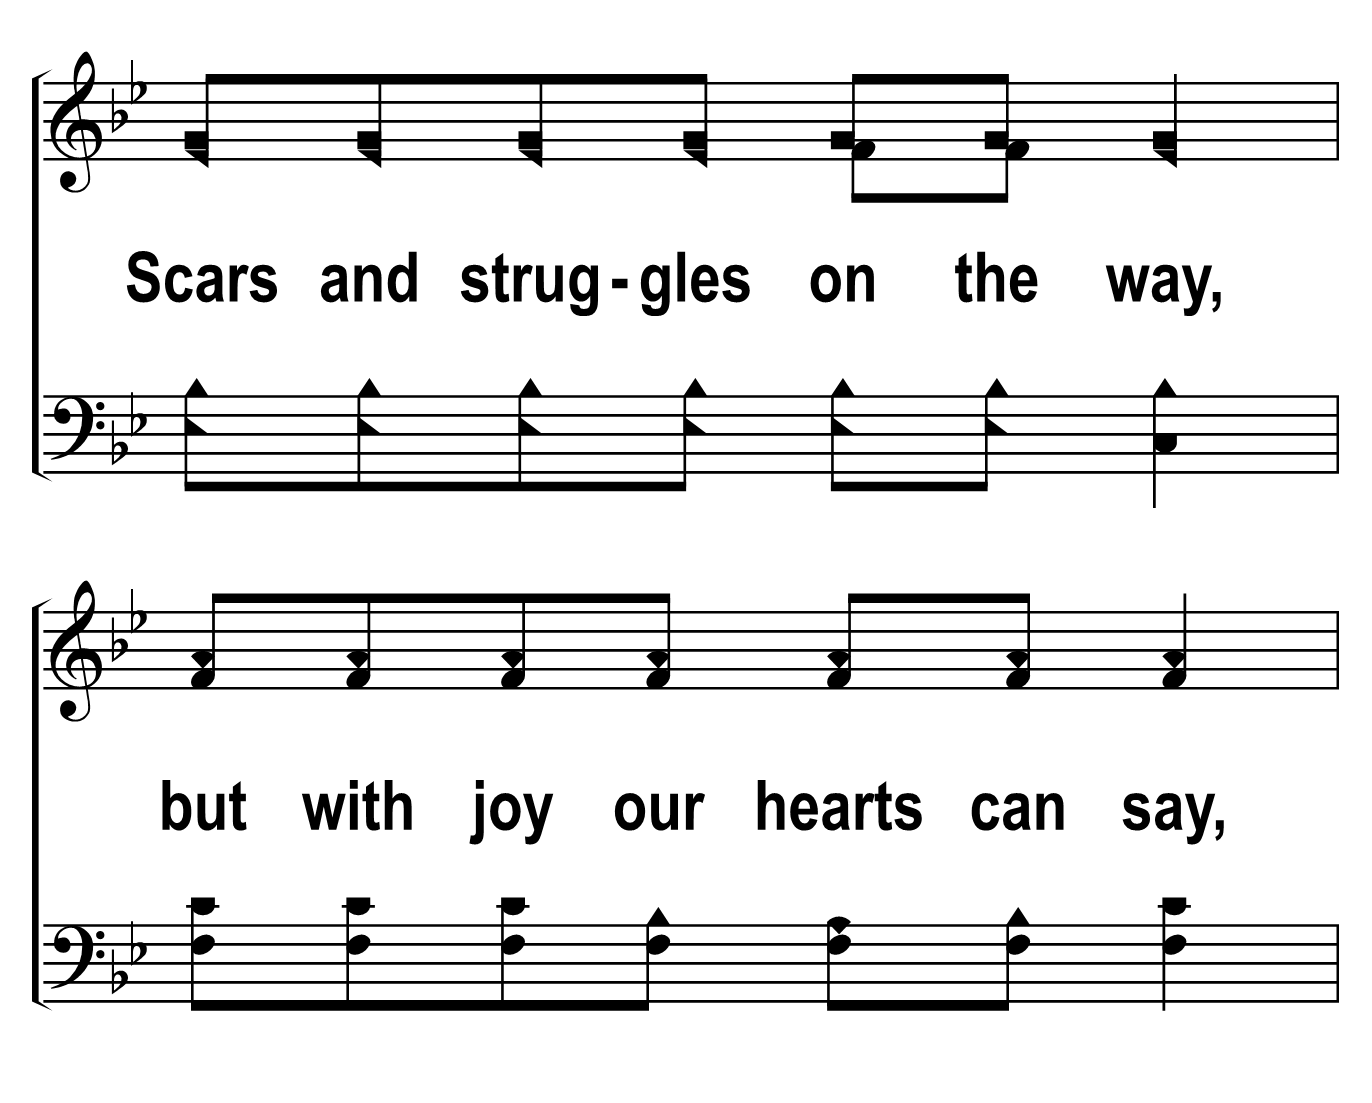 Scars and strug-gles on the way,
but with joy our hearts can say,